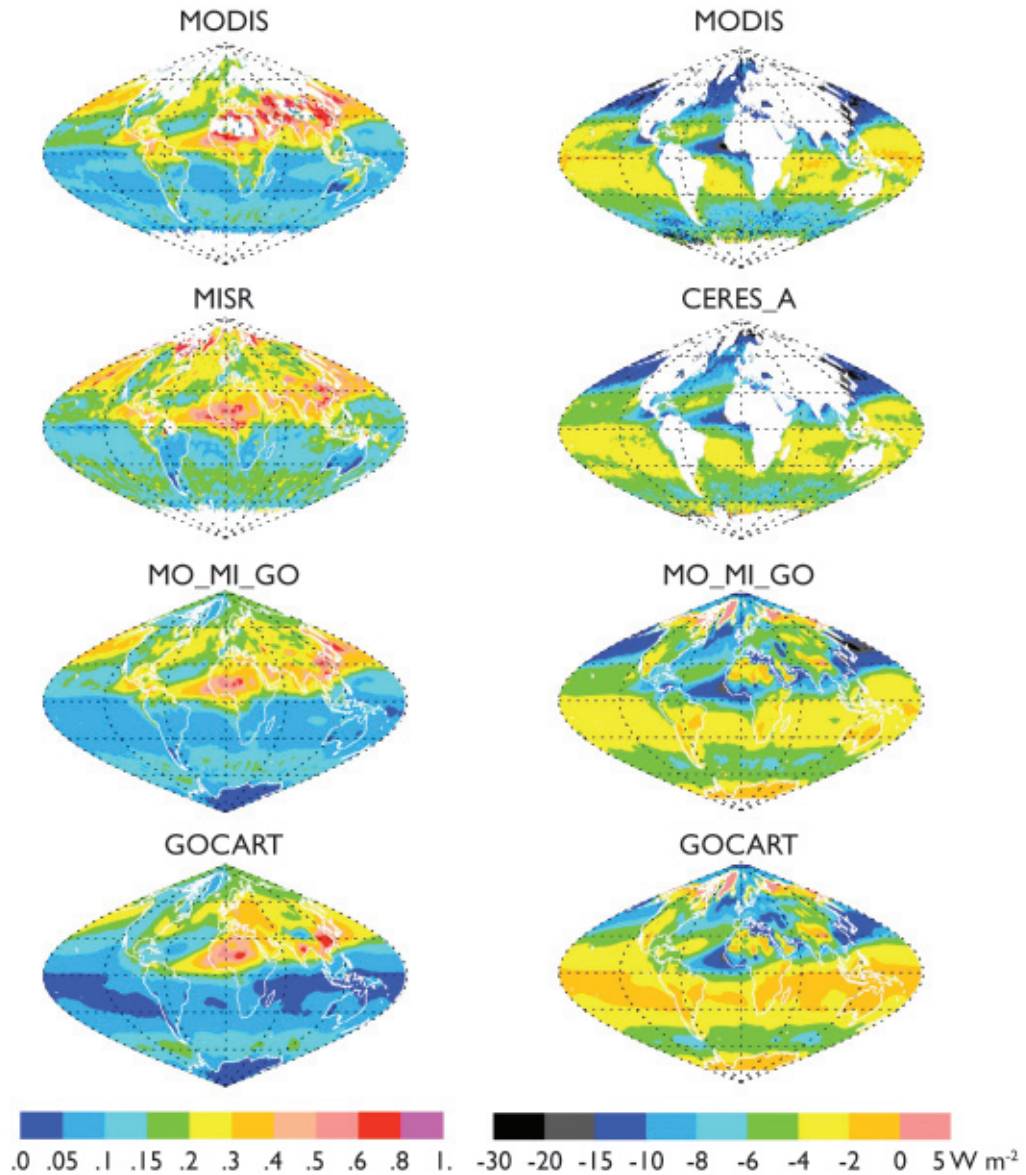 MODIS MODIS
MISR CERES_A
MO_MI_GO MO_MI_GO
GOCART GOCART
.0 .05 .1 .15 .2 .3 .4 .5 .6 .8 1. -30 -20 -15 -10 -8 -6 -4 -2 0 5 W m⁻²